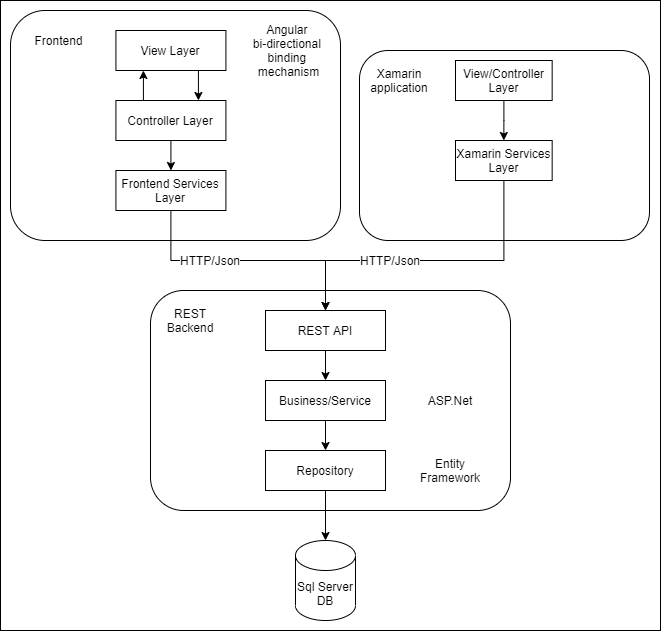 Frontend
View Layer
Angular
bi-directional
binding
mechanism
Controller Layer
Frontend Services
Layer
Xamarin
application
View/Controller
Layer
Xamarin Services
Layer
HTTP/Json
HTTP/Json
REST
Backend
REST API
Business/Service
ASP.Net
Repository
Entity
Framework
Sql Server
DB